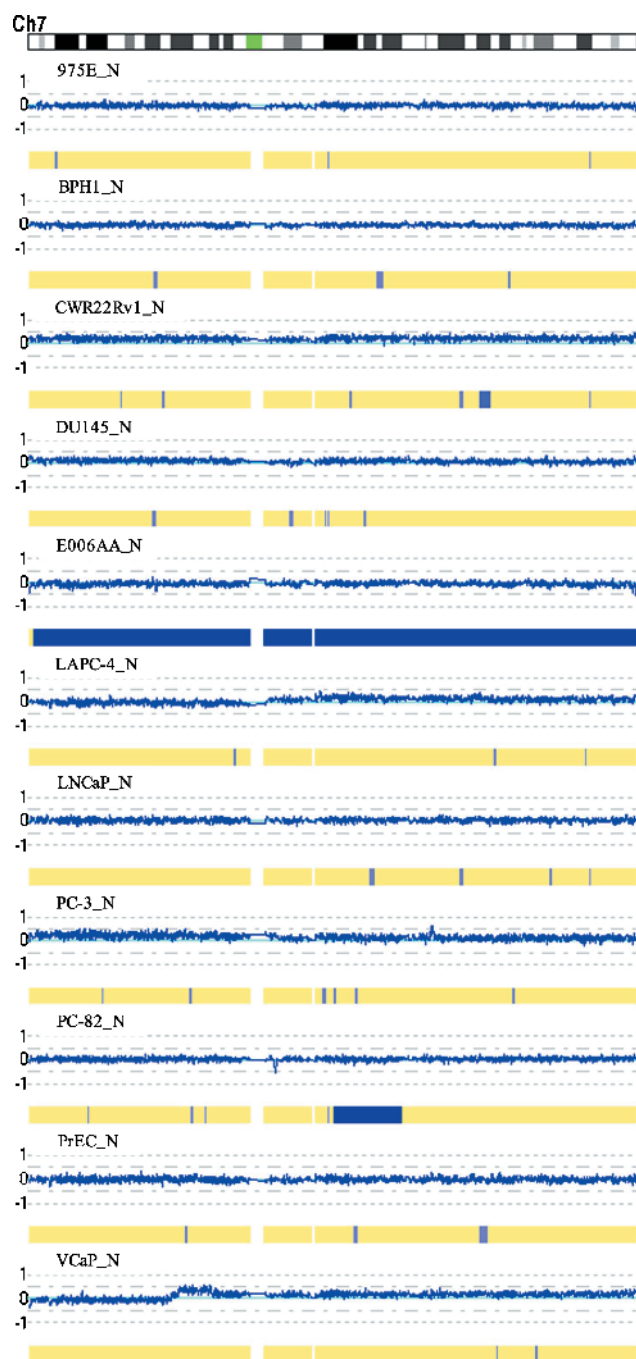 Ch7
975E_N
1
0
-1
BPH1_N
1
0
-1
CWR22Rv1_N
1
0
-1
DU145_N
1
0
-1
E006AA_N
1
0
-1
LAPC-4_N
1
0
-1
LNCaP_N
1
0
-1
PC-3_N
1
0
-1
PC-82_N
1
0
-1
PrEC_N
1
0
-1
VCaP_N
1
0
-1